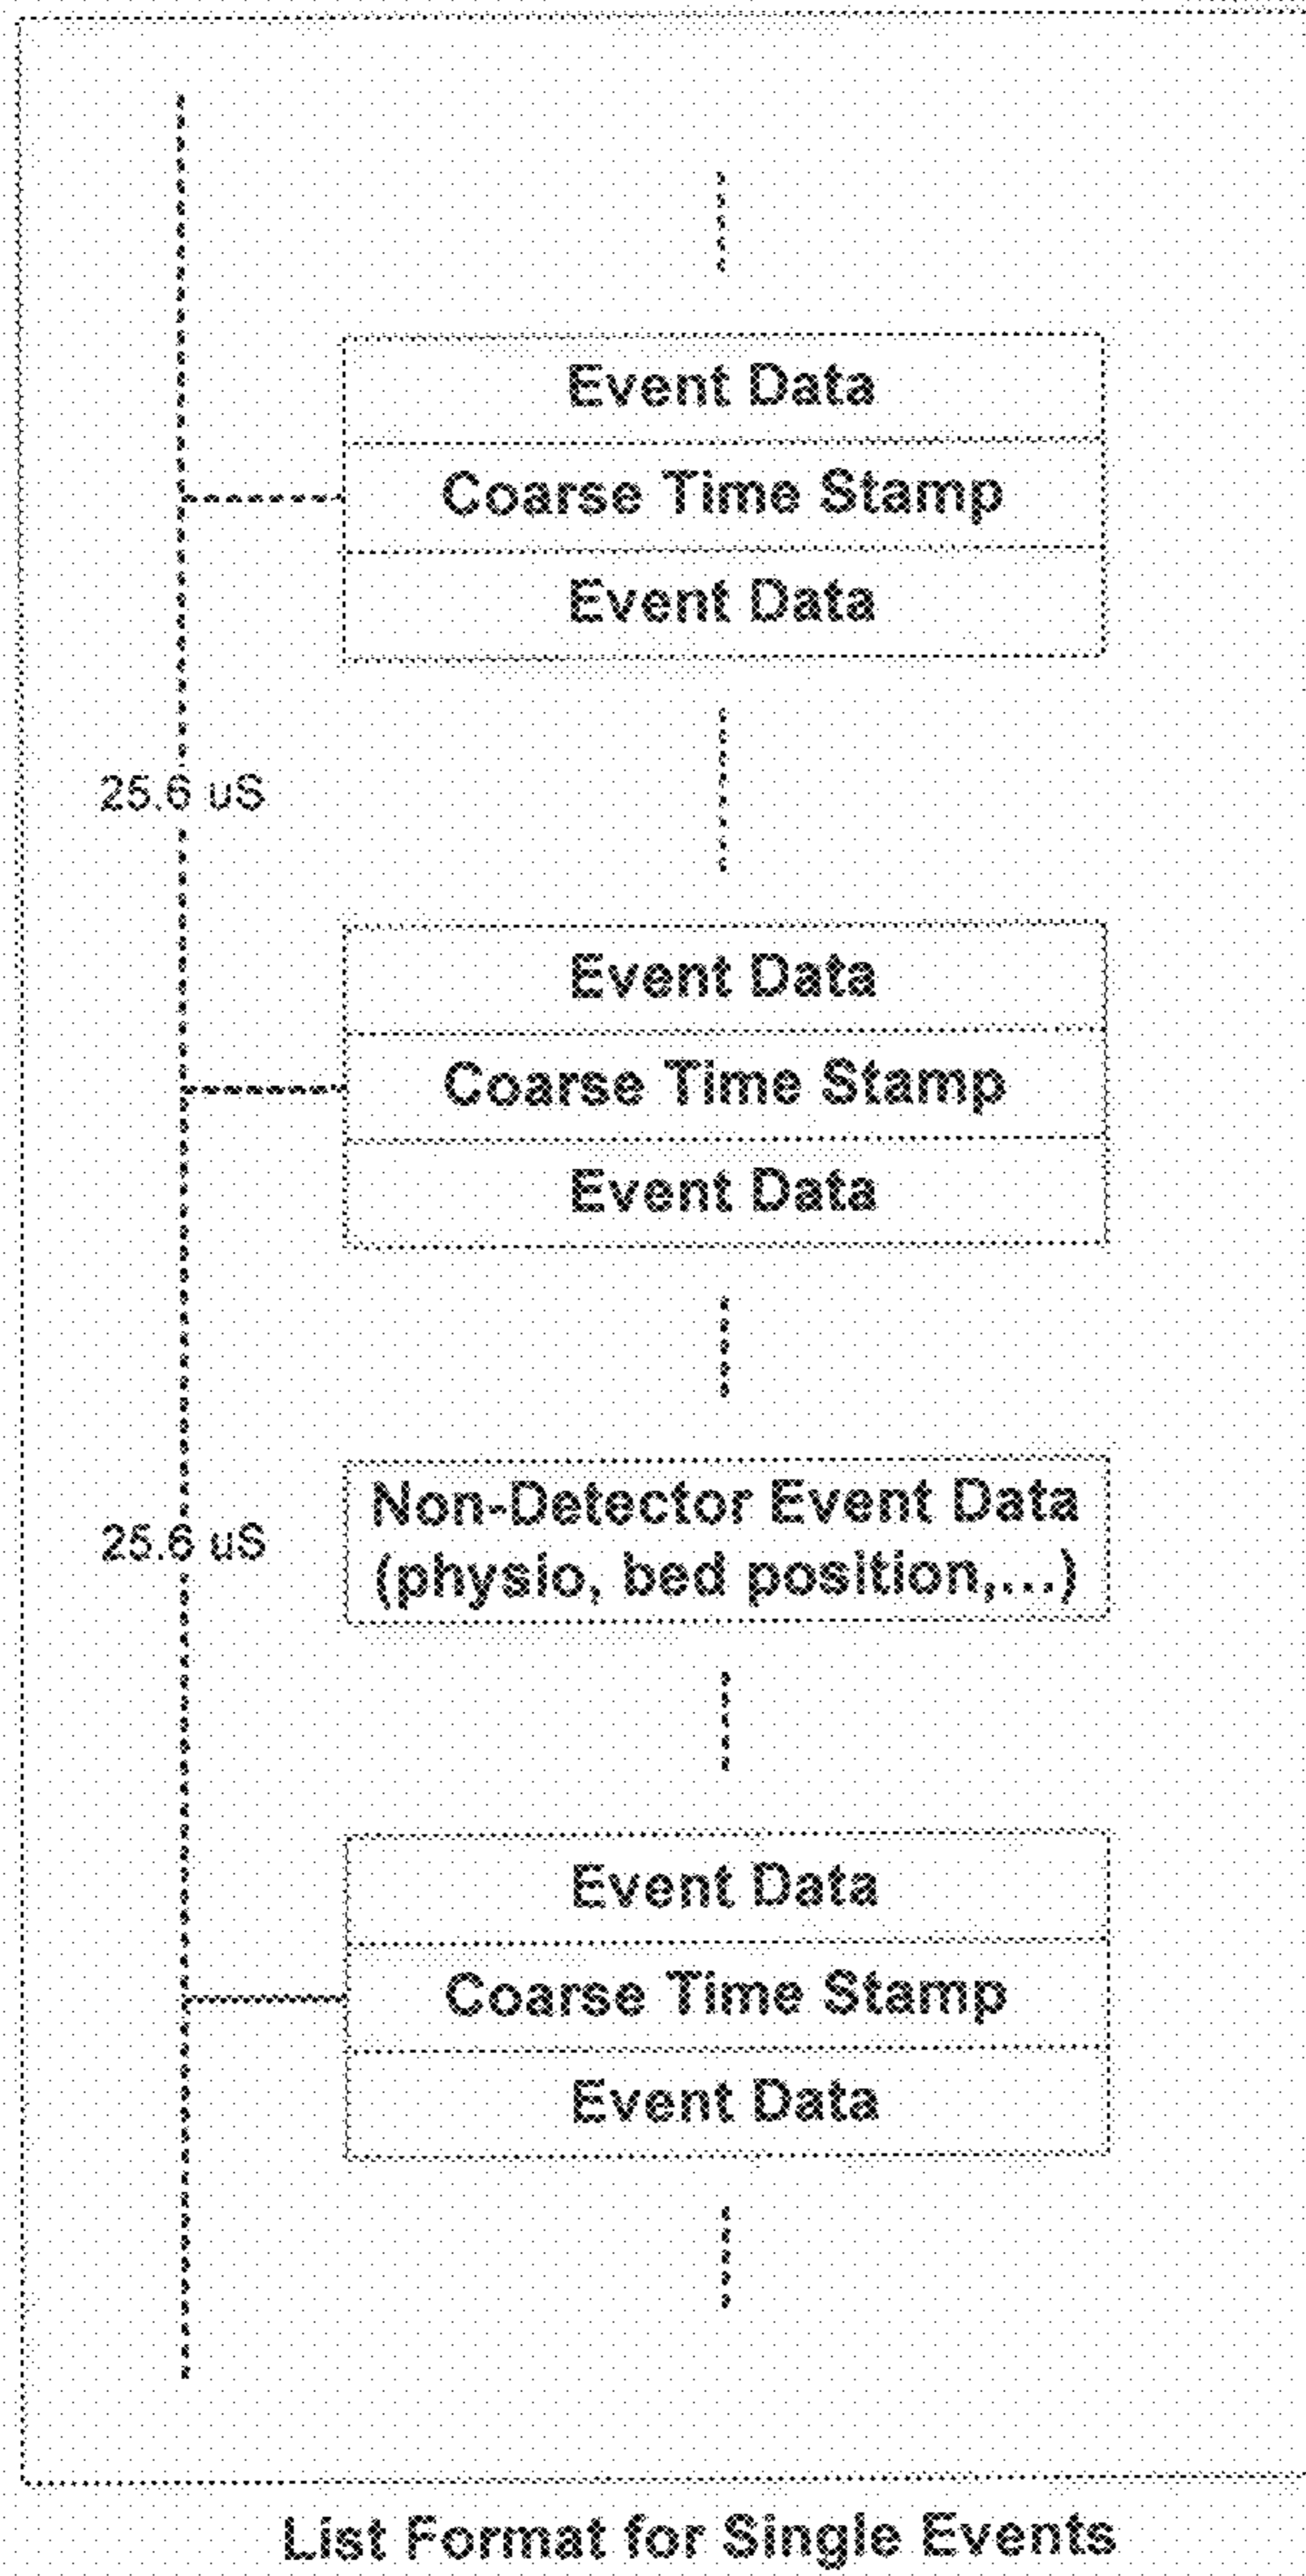 Event Data
Coarse Time Stamp
Event Data
25.6 uS
Event Data
Coarse Time Stamp
Event Data
Non-Detector Event Data
(physio, bed position,...)
25.6 uS
Event Data
Coarse Time Stamp
Event Data
List Format for Single Events